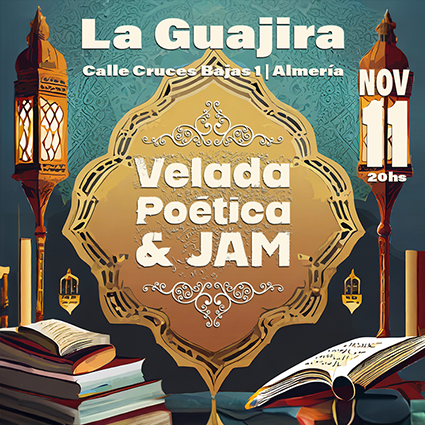 La Guajira
Calle Cruces Bajas 1 | Almería
NOV
11
20hs
Velada
Poética
& JAM